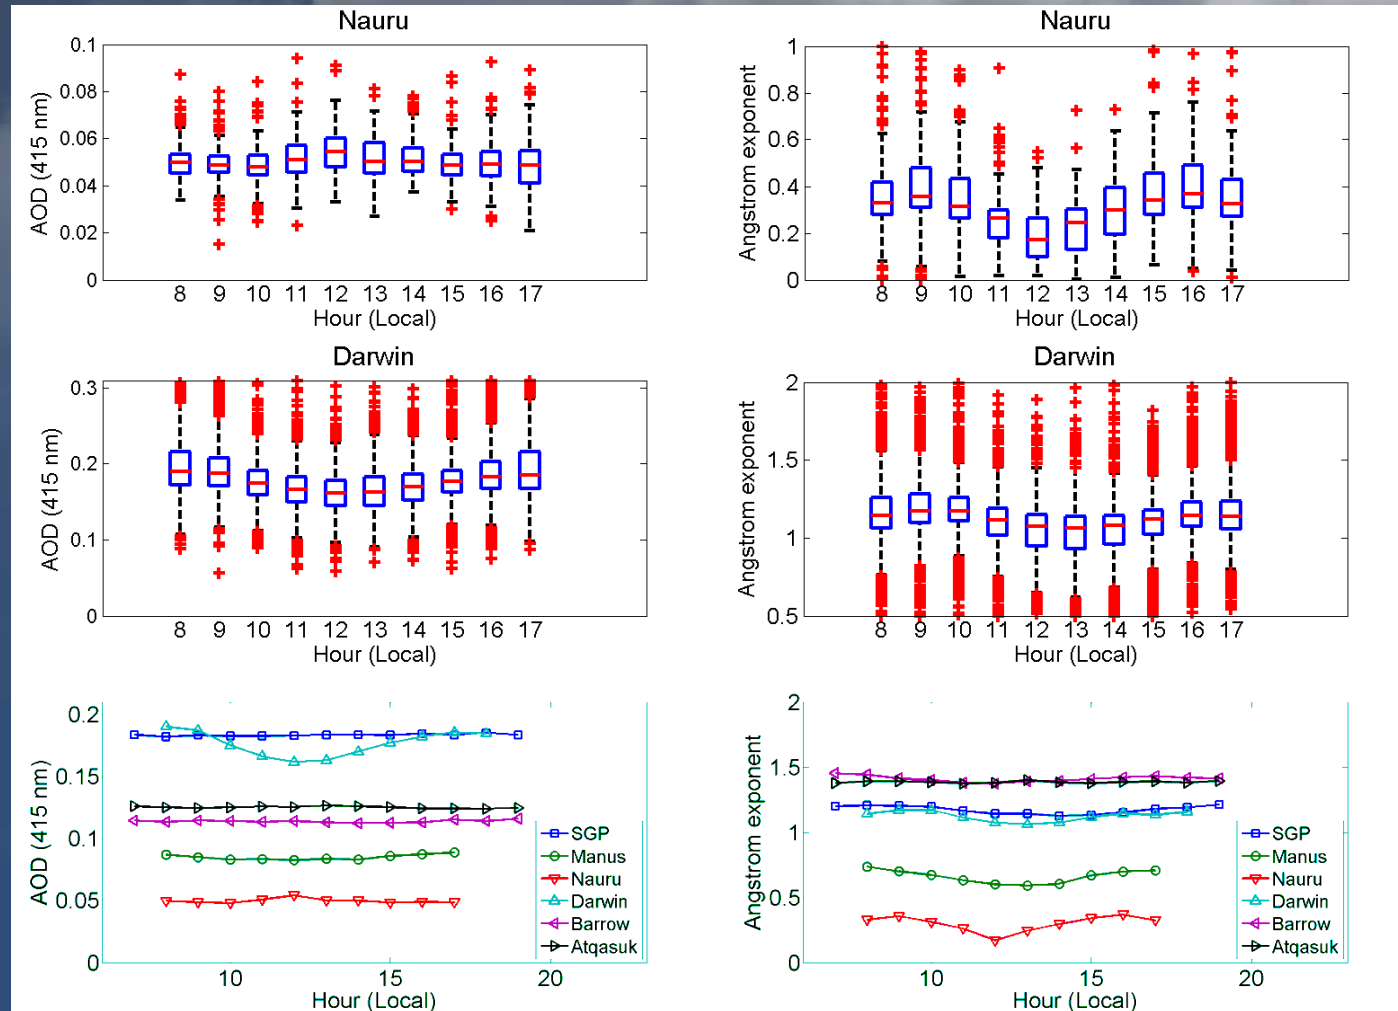 Nauru
0.1
0.08
0.06
0.04
0.02
0
AOD (415 nm)
8 9 10 11 12 13 14 15 16 17
Hour (Local)
Nauru
1
0.8
0.6
0.4
0.2
0
Angstrom exponent
8 9 10 11 12 13 14 15 16 17
Hour (Local)
Darwin
0.3
0.2
0.1
0
AOD (415 nm)
8 9 10 11 12 13 14 15 16 17
Hour (Local)
Darwin
2
1.5
1
0.5
Angstrom exponent
8 9 10 11 12 13 14 15 16 17
Hour (Local)
0.2
0.15
0.1
0.05
0
AOD (415 nm)
SGP
Manus
Nauru
Darwin
Barrow
Atqasuk
10 15 20
Hour (Local)
2
1.5
1
0.5
0
Angstrom exponent
SGP
Manus
Nauru
Darwin
Barrow
Atqasuk
10 15 20
Hour (Local)